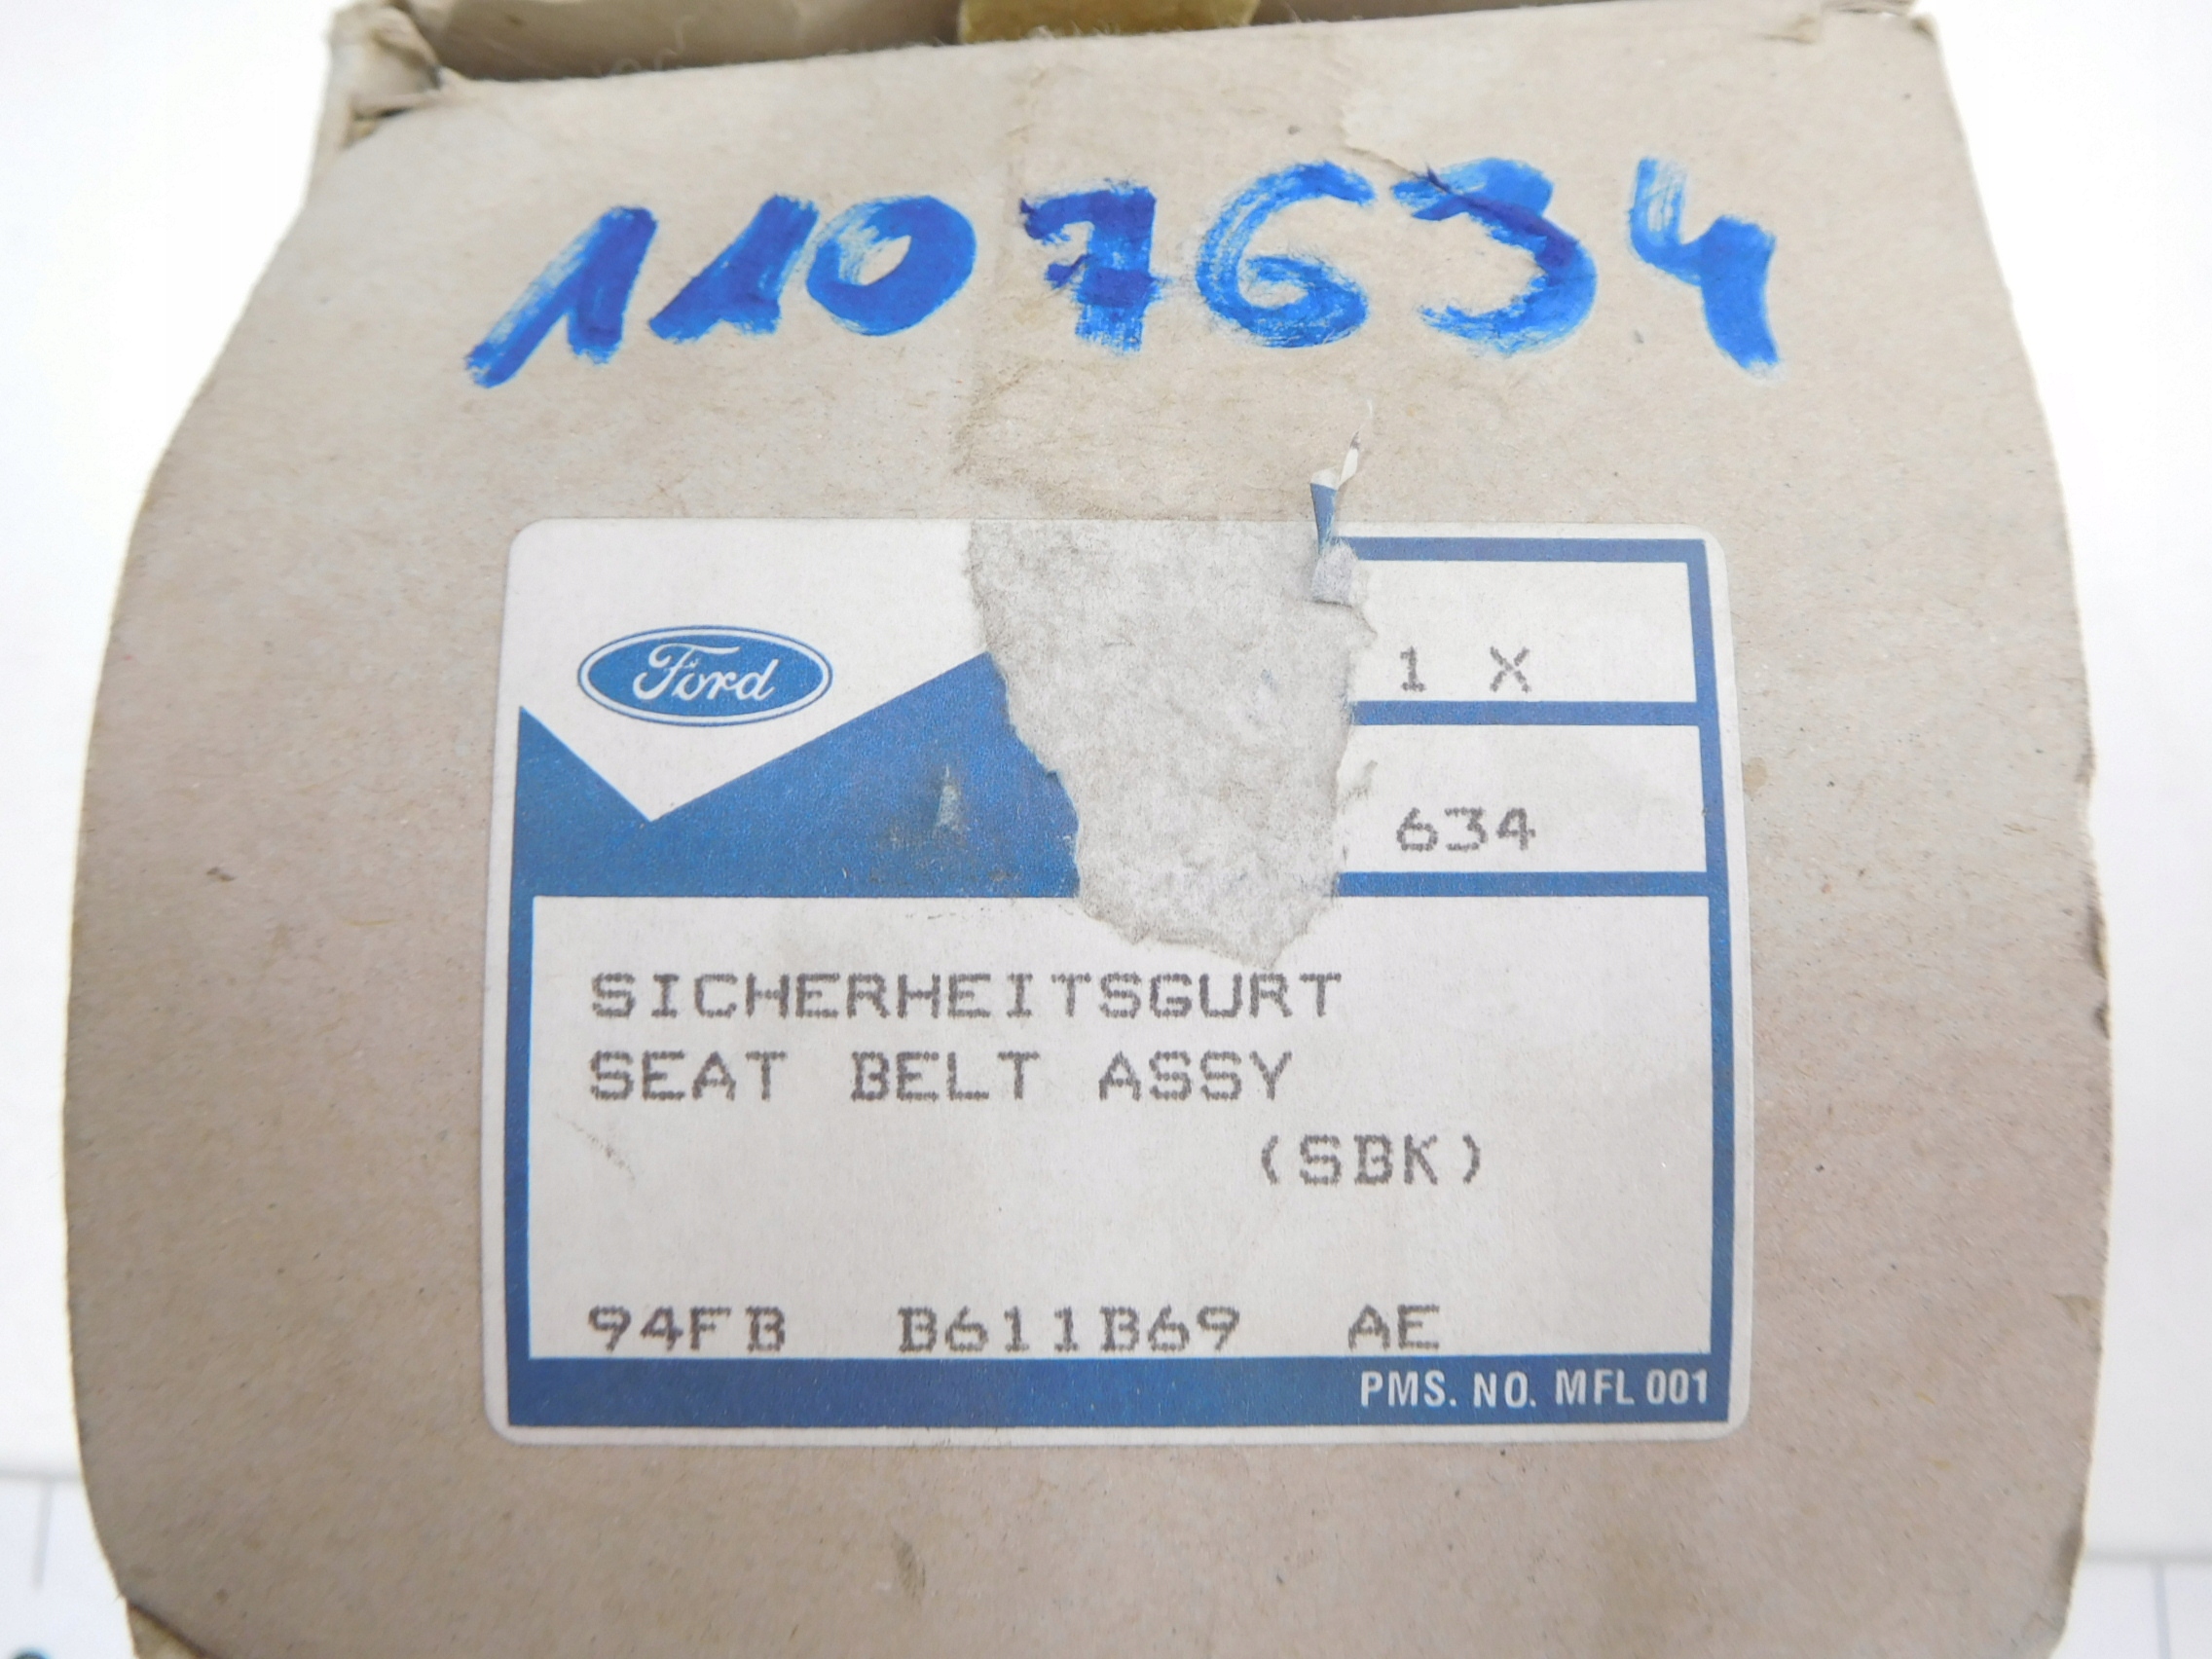 1107634
Ford
1 X
634
SICHERHEITSGURT
SEAT BELT ASSY
(SBK)
94FB B611B69 AE
PMS. NO. MFL 001